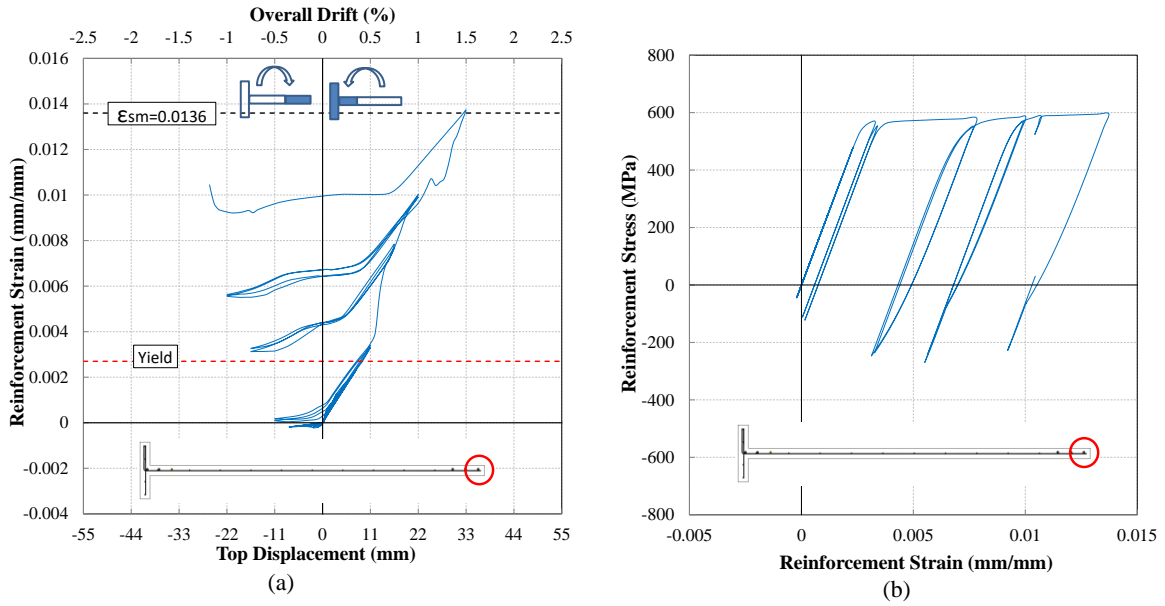 Overall Drift (%)
-2.5 -2 -1.5 -1 -0.5 0 0.5 1 1.5 2 2.5
Reinforcement Strain (mm/mm)
0.016
0.014
0.012
0.01
0.008
0.006
0.004
0.002
0
-0.002
-0.004
εsm=0.0136
Yield
-55 -44 -33 -22 -11 0 11 22 33 44 55
Top Displacement (mm)
(a)
Reinforcement Stress (MPa)
800
600
400
200
0
-200
-400
-600
-800
-0.005 0 0.005 0.01 0.015
Reinforcement Strain (mm/mm)
(b)